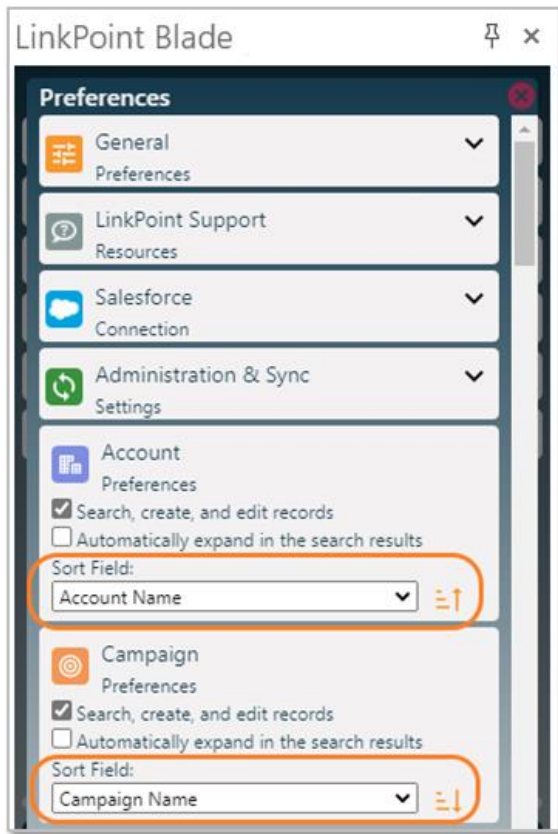 LinkPoint Blade
Preferences
General
Preferences
LinkPoint Support
Resources
Salesforce
Connection
Administration & Sync
Settings
Account
Preferences
Search, create, and edit records
Automatically expand in the search results
Sort Field:
Account Name
Campaign
Preferences
Search, create, and edit records
Automatically expand in the search results
Sort Field:
Campaign Name